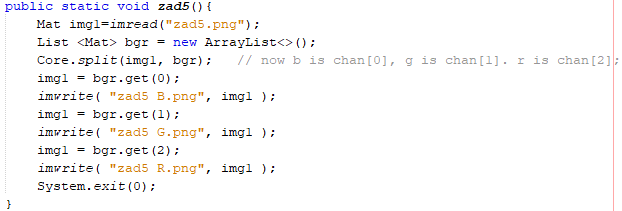 public static void zad5(){
    Mat img1=imread("zad5.png");
    List <Mat> bgr = new ArrayList<>();
    Core.split(img1, bgr);   // now b is chan[0], g is chan[1]. r is chan[2];
    img1 = bgr.get(0);
    imwrite( "zad5 B.png", img1 );
    img1 = bgr.get(1);
    imwrite( "zad5 G.png", img1 );
    img1 = bgr.get(2);
    imwrite( "zad5 R.png", img1 );
    System.exit(0);
}